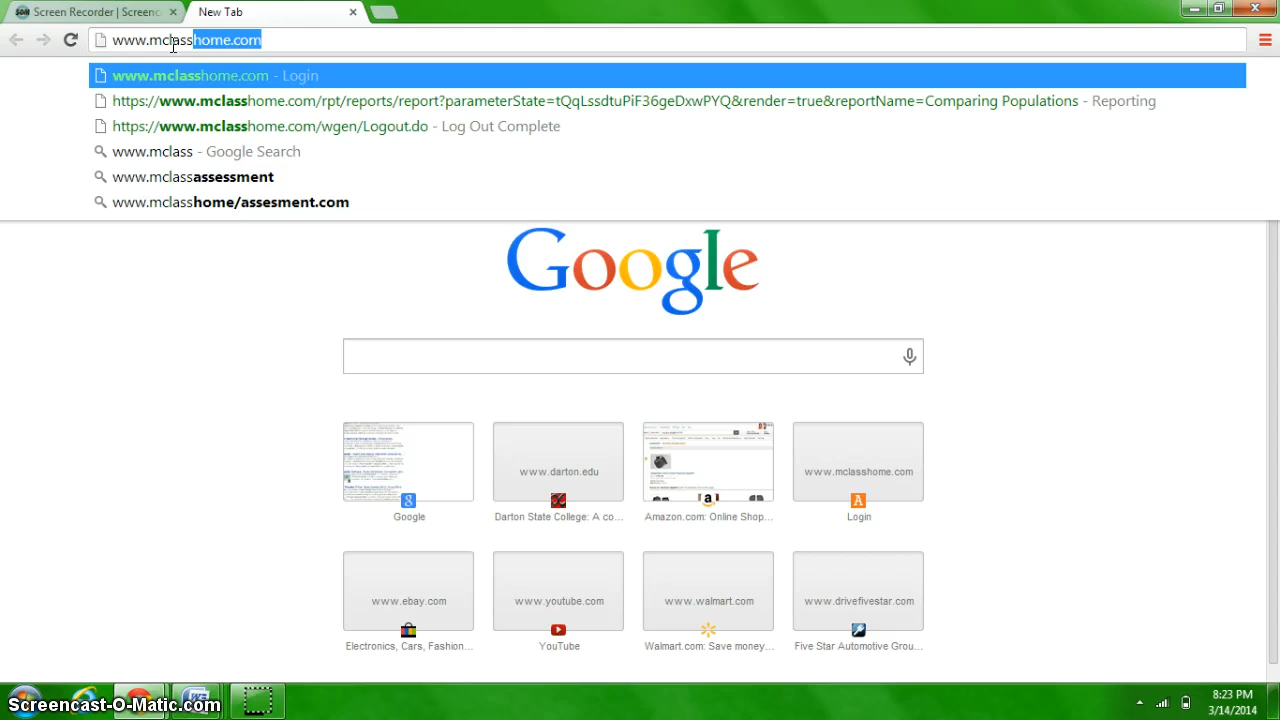 Screen Recorder | Screenc
New Tab
www.mclasshome.com
www.mclasshome.com - Login
https://www.mclasshome.com/rpt/reports/report?parameterState=tQqLssdtuPiF36geDxwPYQ&render=true&reportName=Comparing Populations - Reporting
https://www.mclasshome.com/wgen/Logout.do - Log Out Complete
www.mclass - Google Search
www.mclassassessment
www.mclasshome/assesment.com
Google
www.darton.edu
www.mclasshome.com
Google
Darton State College: A co...
Amazon.com: Online Shop...
Login
www.ebay.com
www.youtube.com
www.walmart.com
www.drivefivestar.com
Electronics, Cars, Fashion...
YouTube
Walmart.com: Save money...
Five Star Automotive Grou...
Screencast-O-Matic.com
8:23 PM
3/14/2014